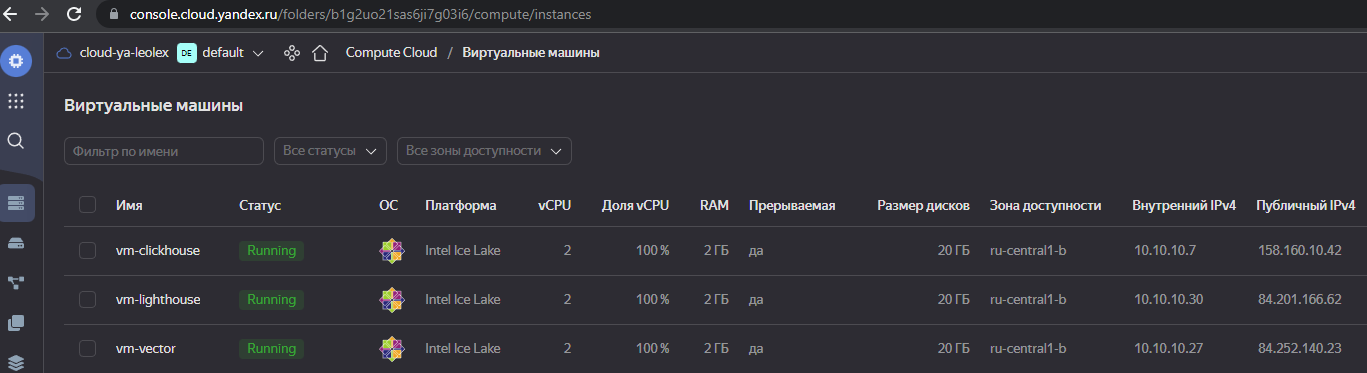 console.cloud.yandex.ru/folders/b1g2uo21sas6ji7g03i6/compute/instances
cloud-ya-leolex DE default Compute Cloud / Виртуальные машины
Виртуальные машины
Фильтр по имени Все статусы Все зоны доступности
Имя Статус ОС Платформа vCPU Доля vCPU RAM Прерываемая Размер дисков Зона доступности Внутренний IPv4 Публичный IPv4
vm-clickhouse Running Intel Ice Lake 2 100 % 2 ГБ да 20 ГБ ru-central1-b 10.10.10.7 158.160.10.42
vm-lighthouse Running Intel Ice Lake 2 100 % 2 ГБ да 20 ГБ ru-central1-b 10.10.10.30 84.201.166.62
vm-vector Running Intel Ice Lake 2 100 % 2 ГБ да 20 ГБ ru-central1-b 10.10.10.27 84.252.140.23